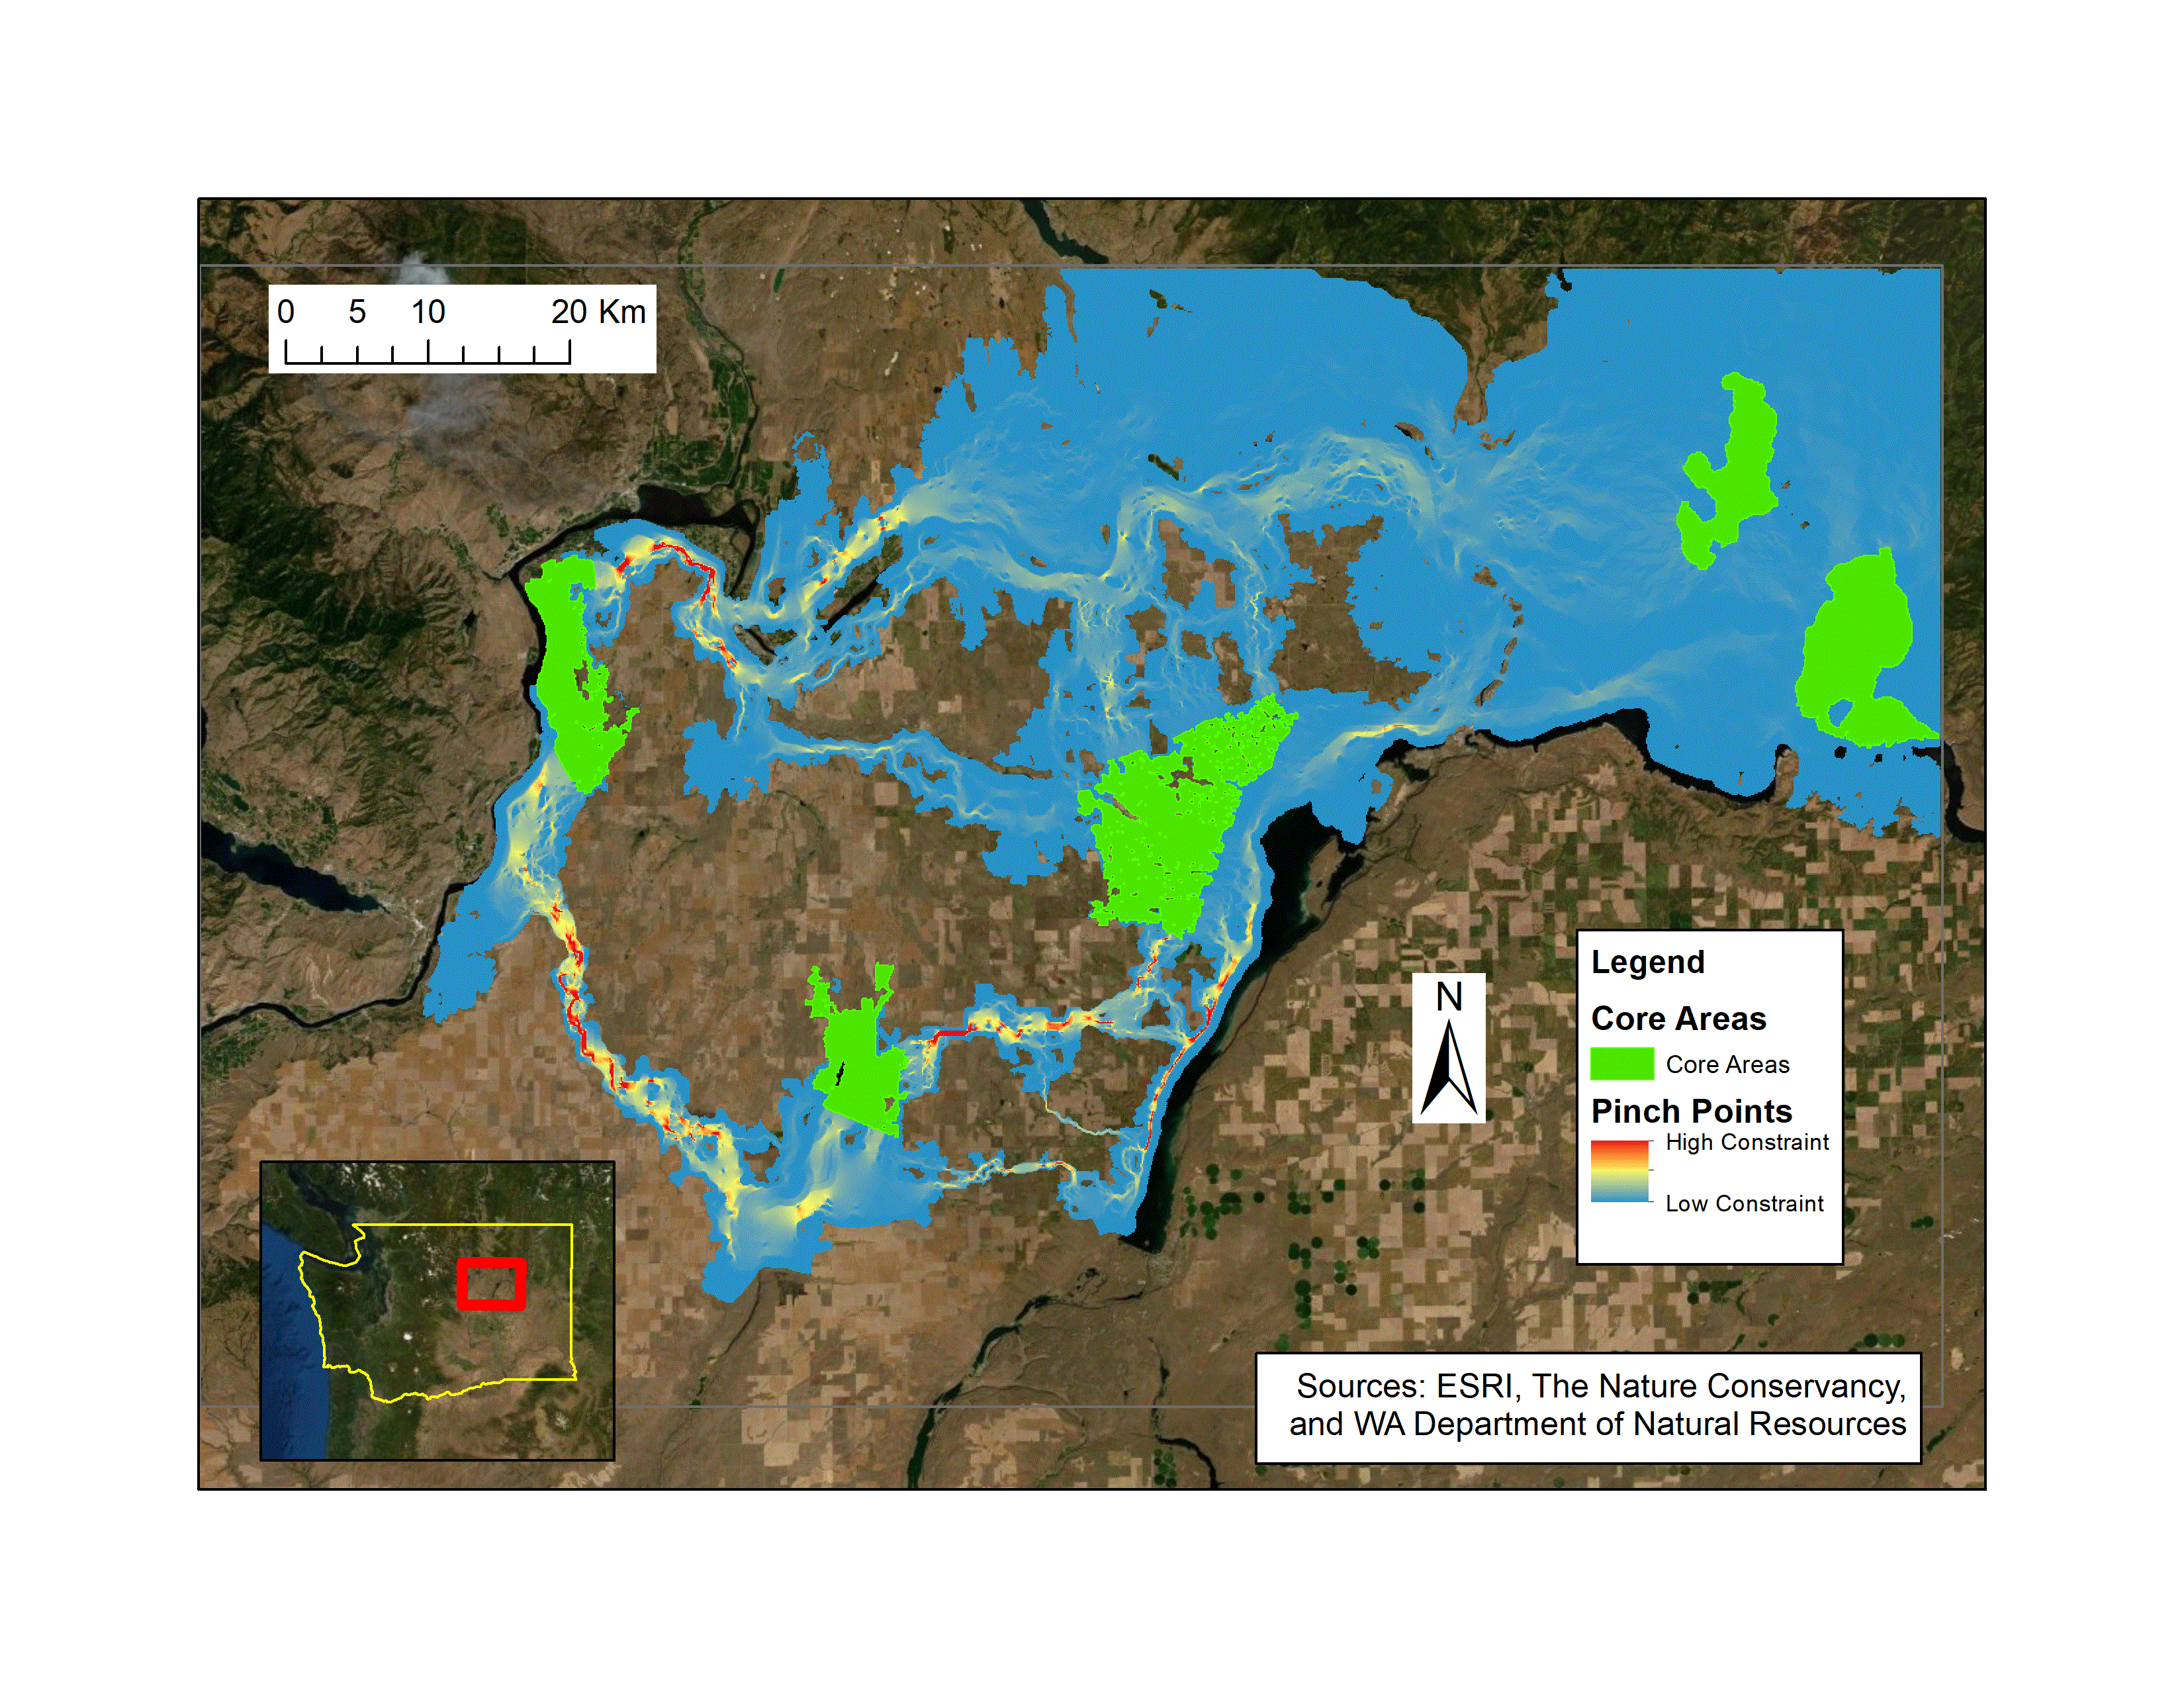 0 5 10 20 Km
N
Legend
Core Areas
Core Areas
Pinch Points
High Constraint
Low Constraint
Sources: ESRI, The Nature Conservancy,
and WA Department of Natural Resources